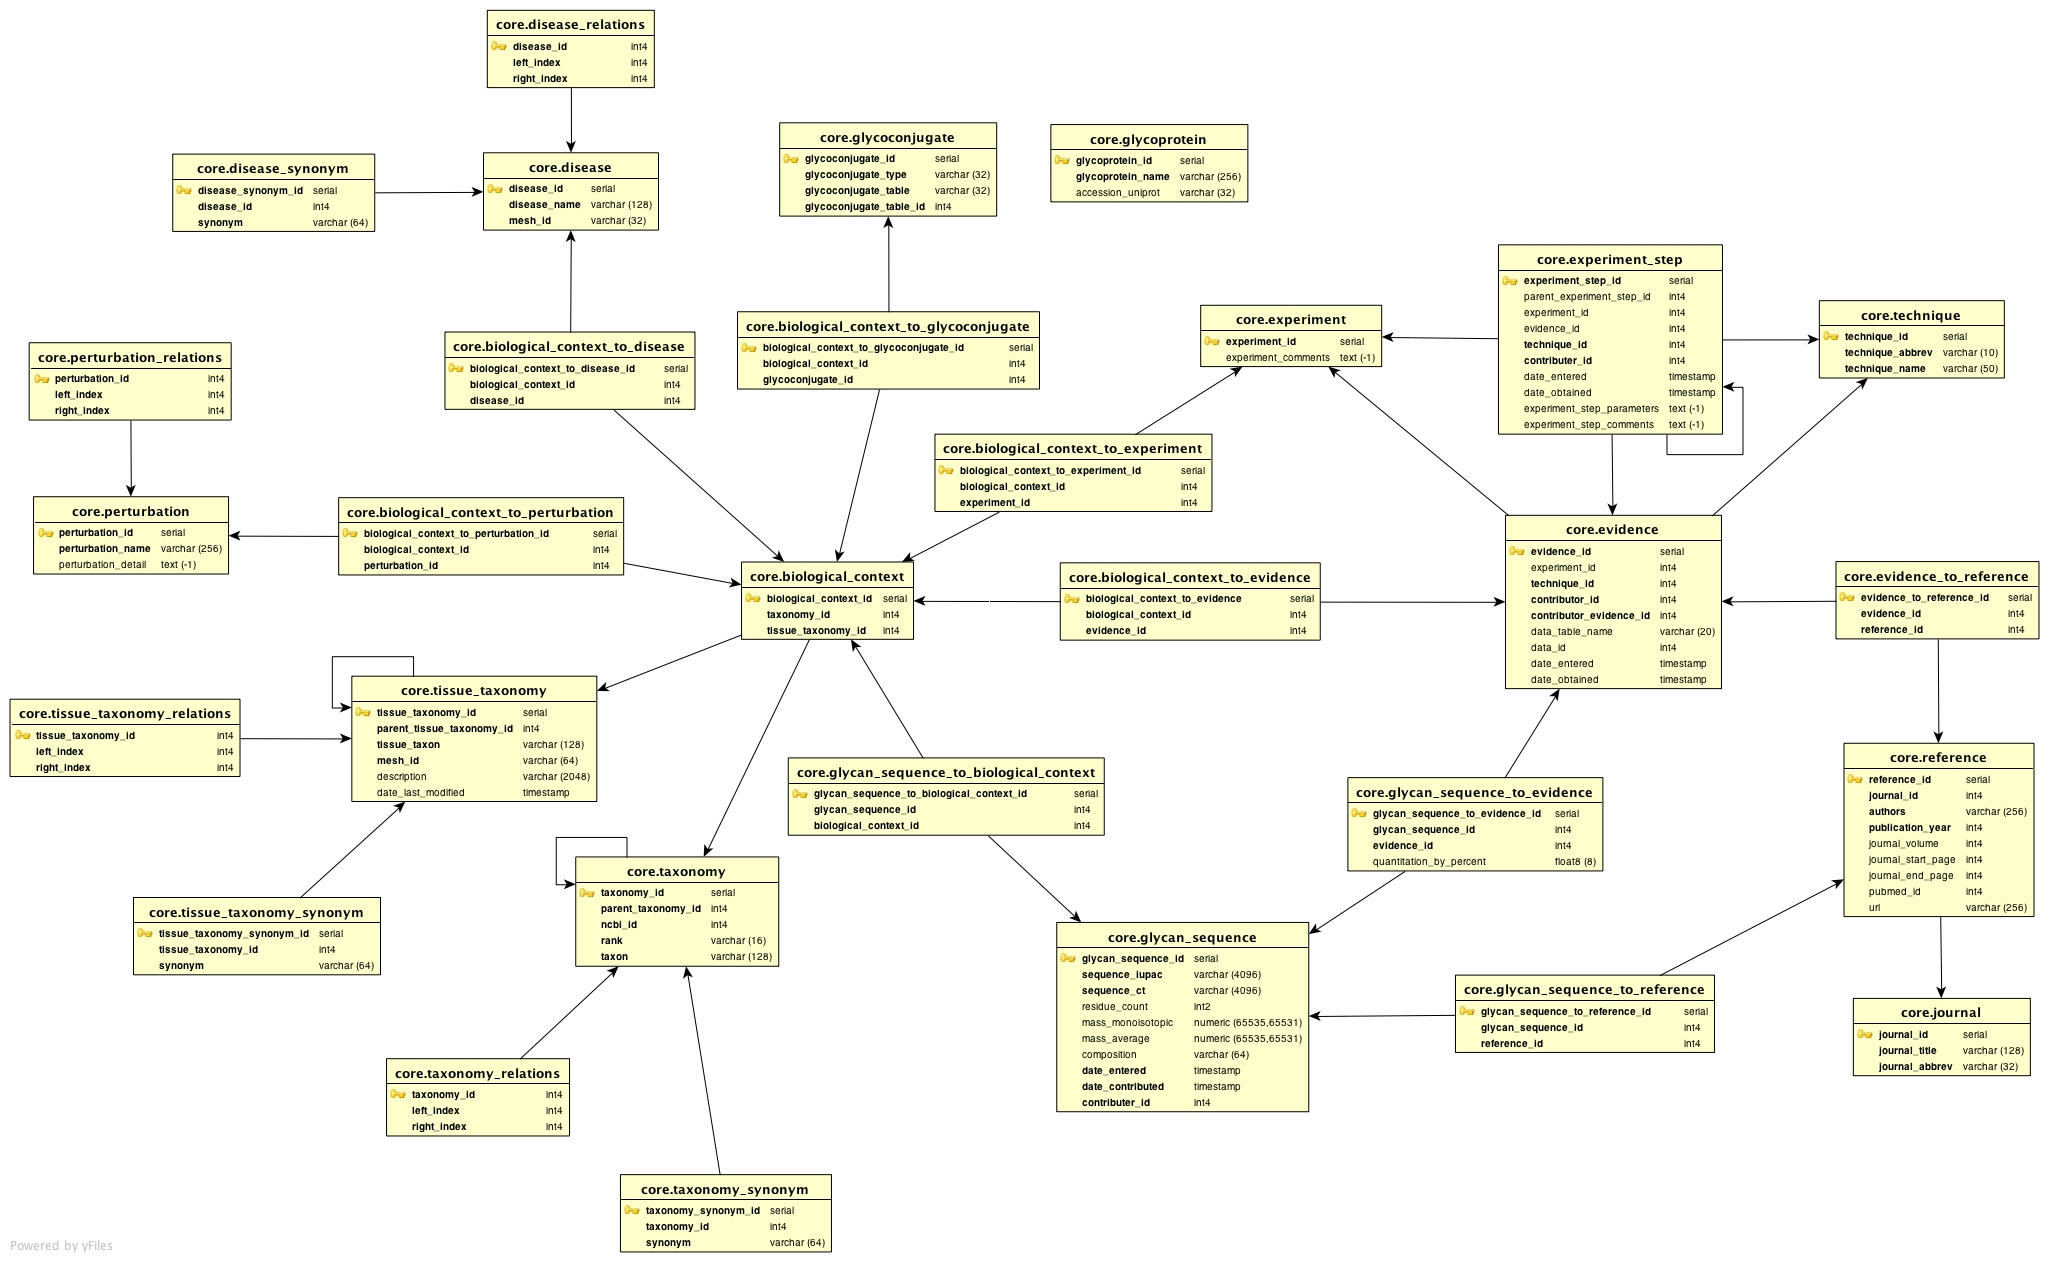 core.disease_relations
disease_id int4
left_index int4
right_index int4
core.disease_synonym
disease_synonym_id serial
disease_id int4
synonym varchar (64)
core.disease
disease_id serial
disease_name varchar (128)
mesh_id varchar (32)
core.glycoconjugate
glycoconjugate_id serial
glycoconjugate_type varchar (32)
glycoconjugate_table varchar (32)
glycoconjugate_table_id int4
core.glycoprotein
glycoprotein_id serial
glycoprotein_name varchar (256)
accession_uniprot varchar (32)
core.experiment_step
experiment_step_id serial
parent_experiment_step_id int4
experiment_id int4
evidence_id int4
technique_id int4
contributer_id int4
date_entered timestamp
date_obtained timestamp
experiment_step_parameters text (-1)
experiment_step_comments text (-1)
core.technique
technique_id serial
technique_abbrev varchar (10)
technique_name varchar (50)
core.experiment
experiment_id serial
experiment_comments text (-1)
core.biological_context_to_glycoconjugate
biological_context_to_glycoconjugate_id serial
biological_context_id int4
glycoconjugate_id int4
core.biological_context_to_disease
biological_context_to_disease_id serial
biological_context_id int4
disease_id int4
core.perturbation_relations
perturbation_id int4
left_index int4
right_index int4
core.biological_context_to_experiment
biological_context_to_experiment_id serial
biological_context_id int4
experiment_id int4
core.perturbation
perturbation_id serial
perturbation_name varchar (256)
perturbation_detail text (-1)
core.biological_context_to_perturbation
biological_context_to_perturbation_id serial
biological_context_id int4
perturbation_id int4
core.biological_context
biological_context_id serial
taxonomy_id int4
tissue_taxonomy_id int4
core.biological_context_to_evidence
biological_context_to_evidence serial
biological_context_id int4
evidence_id int4
core.evidence
evidence_id serial
experiment_id int4
technique_id int4
contributor_id int4
contributor_evidence_id int4
data_table_name varchar (20)
data_id int4
date_entered timestamp
date_obtained timestamp
core.evidence_to_reference
evidence_to_reference_id serial
evidence_id int4
reference_id int4
core.tissue_taxonomy_relations
tissue_taxonomy_id int4
left_index int4
right_index int4
core.tissue_taxonomy
tissue_taxonomy_id serial
parent_tissue_taxonomy_id int4
tissue_taxon varchar (128)
mesh_id varchar (64)
description varchar (2048)
date_last_modified timestamp
core.glycan_sequence_to_biological_context
glycan_sequence_to_biological_context_id serial
glycan_sequence_id int4
biological_context_id int4
core.glycan_sequence_to_evidence
glycan_sequence_to_evidence_id serial
glycan_sequence_id int4
evidence_id int4
quantitation_by_percent float8 (8)
core.reference
reference_id serial
journal_id int4
authors varchar (256)
publication_year int4
journal_volume int4
journal_start_page int4
journal_end_page int4
pubmed_id int4
url varchar (256)
core.tissue_taxonomy_synonym
tissue_taxonomy_synonym_id serial
tissue_taxonomy_id int4
synonym varchar (64)
core.taxonomy
taxonomy_id serial
parent_taxonomy_id int4
ncbi_id int4
rank varchar (16)
taxon varchar (128)
core.glycan_sequence
glycan_sequence_id serial
sequence_iupac varchar (4096)
sequence_ct varchar (4096)
residue_count int2
mass_monoisotopic numeric (65535,65531)
mass_average numeric (65535,65531)
composition varchar (64)
date_entered timestamp
date_contributed timestamp
contributer_id int4
core.glycan_sequence_to_reference
glycan_sequence_to_reference_id serial
glycan_sequence_id int4
reference_id int4
core.journal
journal_id serial
journal_title varchar (128)
journal_abbrev varchar (32)
core.taxonomy_relations
taxonomy_id int4
left_index int4
right_index int4
core.taxonomy_synonym
taxonomy_synonym_id serial
taxonomy_id int4
synonym varchar (64)
Powered by yFiles